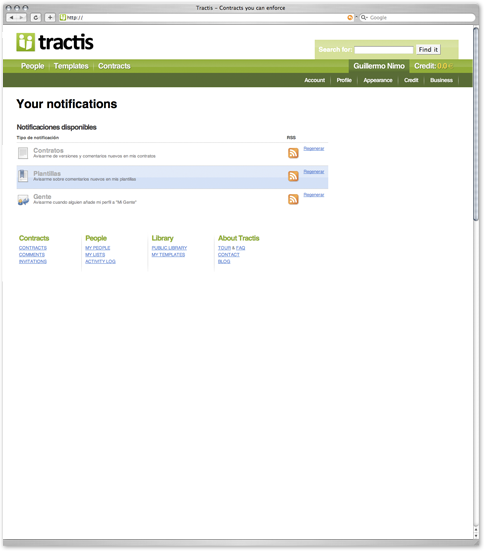 Tractis – Contracts you can enforce
http://
Google
tractis
Search for:
Find it
People | Templates | Contracts
Guillermo Nimo
Credit: 0.0
Account | Profile | Appearance | Credit | Business
Your notifications
Notificaciones disponibles
Tipo de notificación
RSS
Contratos
Avisarme de versiones y comentarios nuevos en mis contratos
Regenerar
Plantillas
Avisarme sobre comentarios nuevos en mis plantillas
Regenerar
Gente
Avisarme cuando alguien añade mi perfil a "Mi Gente"
Regenerar
Contracts
CONTRACTS
COMMENTS
INVITATIONS
People
MY PEOPLE
MY LISTS
ACTIVITY LOG
Library
PUBLIC LIBRARY
MY TEMPLATES
About Tractis
TOUR & FAQ
CONTACT
BLOG